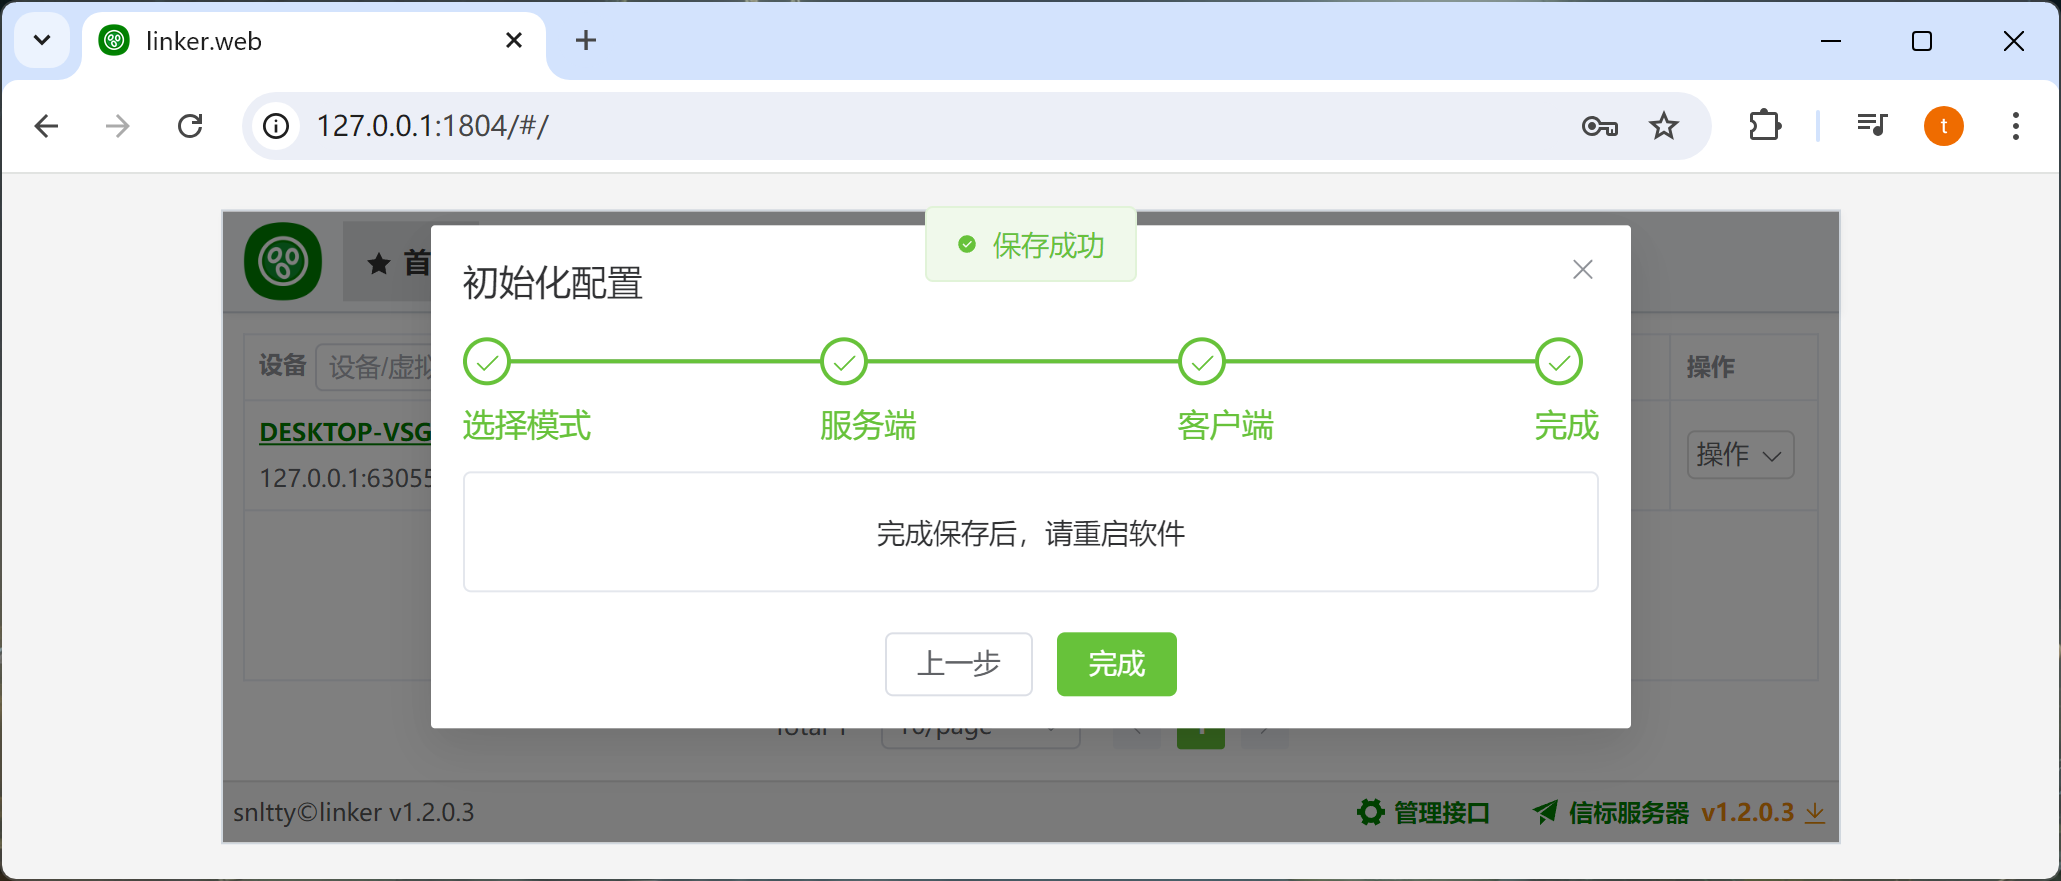 linker.web
127.0.0.1:1804/#/
t
保存成功
首
初始化配置
设备 设备/虚拟
操作
选择模式 服务端 客户端 完成
DESKTOP-VSG
操作
127.0.0.1:63055
完成保存后，请重启软件
上一步 完成
Total 1 10/page 1
snltty©linker v1.2.0.3
管理接口 信标服务器 v1.2.0.3